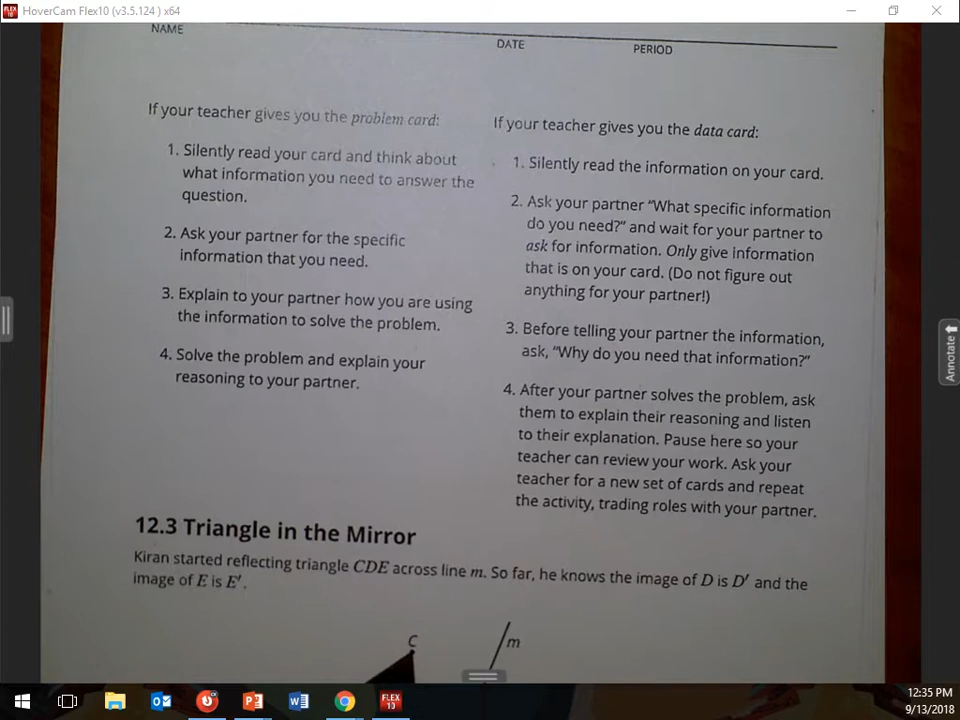 HoverCam Flex10 (v3.5.124 ) x64
NAME
DATE
PERIOD
If your teacher gives you the problem card:
1. Silently read your card and think about
what information you need to answer the
question.
2. Ask your partner for the specific
information that you need.
3. Explain to your partner how you are using
the information to solve the problem.
4. Solve the problem and explain your
reasoning to your partner.
If your teacher gives you the data card:
1. Silently read the information on your card.
2. Ask your partner “What specific information
do you need?” and wait for your partner to
ask for information. Only give information
that is on your card. (Do not figure out
anything for your partner!)
3. Before telling your partner the information,
ask, “Why do you need that information?”
4. After your partner solves the problem, ask
them to explain their reasoning and listen
to their explanation. Pause here so your
teacher can review your work. Ask your
teacher for a new set of cards and repeat
the activity, trading roles with your partner.
12.3 Triangle in the Mirror
Kiran started reflecting triangle CDE across line m. So far, he knows the image of D is D′ and the
image of E is E′.
C
m
Annotate
FLEX
10
12:35 PM
9/13/2018